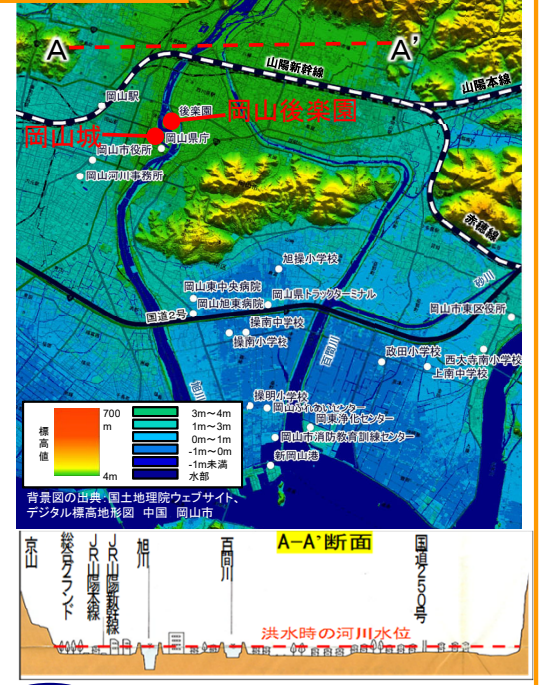 A
A’
山陽新幹線
山陽本線
岡山駅
後楽園
岡山後楽園
岡山城
岡山県庁
岡山市役所
岡山河川事務所
赤穂線
旭操小学校
砂川
岡山東中央病院
岡山県トラックターミナル
岡山旭東病院
国道2号
岡山市東区役所
操南中学校
操南小学校
百間川
政田小学校
西大寺南小学校
上南中学校
旭川
操明小学校
岡山ふれあいセンター
岡東浄化センター
岡山市消防教育訓練センター
新岡山港
標高値
700
m
4m
3m〜4m
1m〜3m
0m〜1m
-1m〜0m
-1m未満
水部
背景図の出典：国土地理院ウェブサイト、
デジタル標高地形図 中国 岡山市
A−A’断面
京山
総合グランド
JR山陽本線
JR山陽新幹線
旭川
百間川
国道250号
洪水時の河川水位